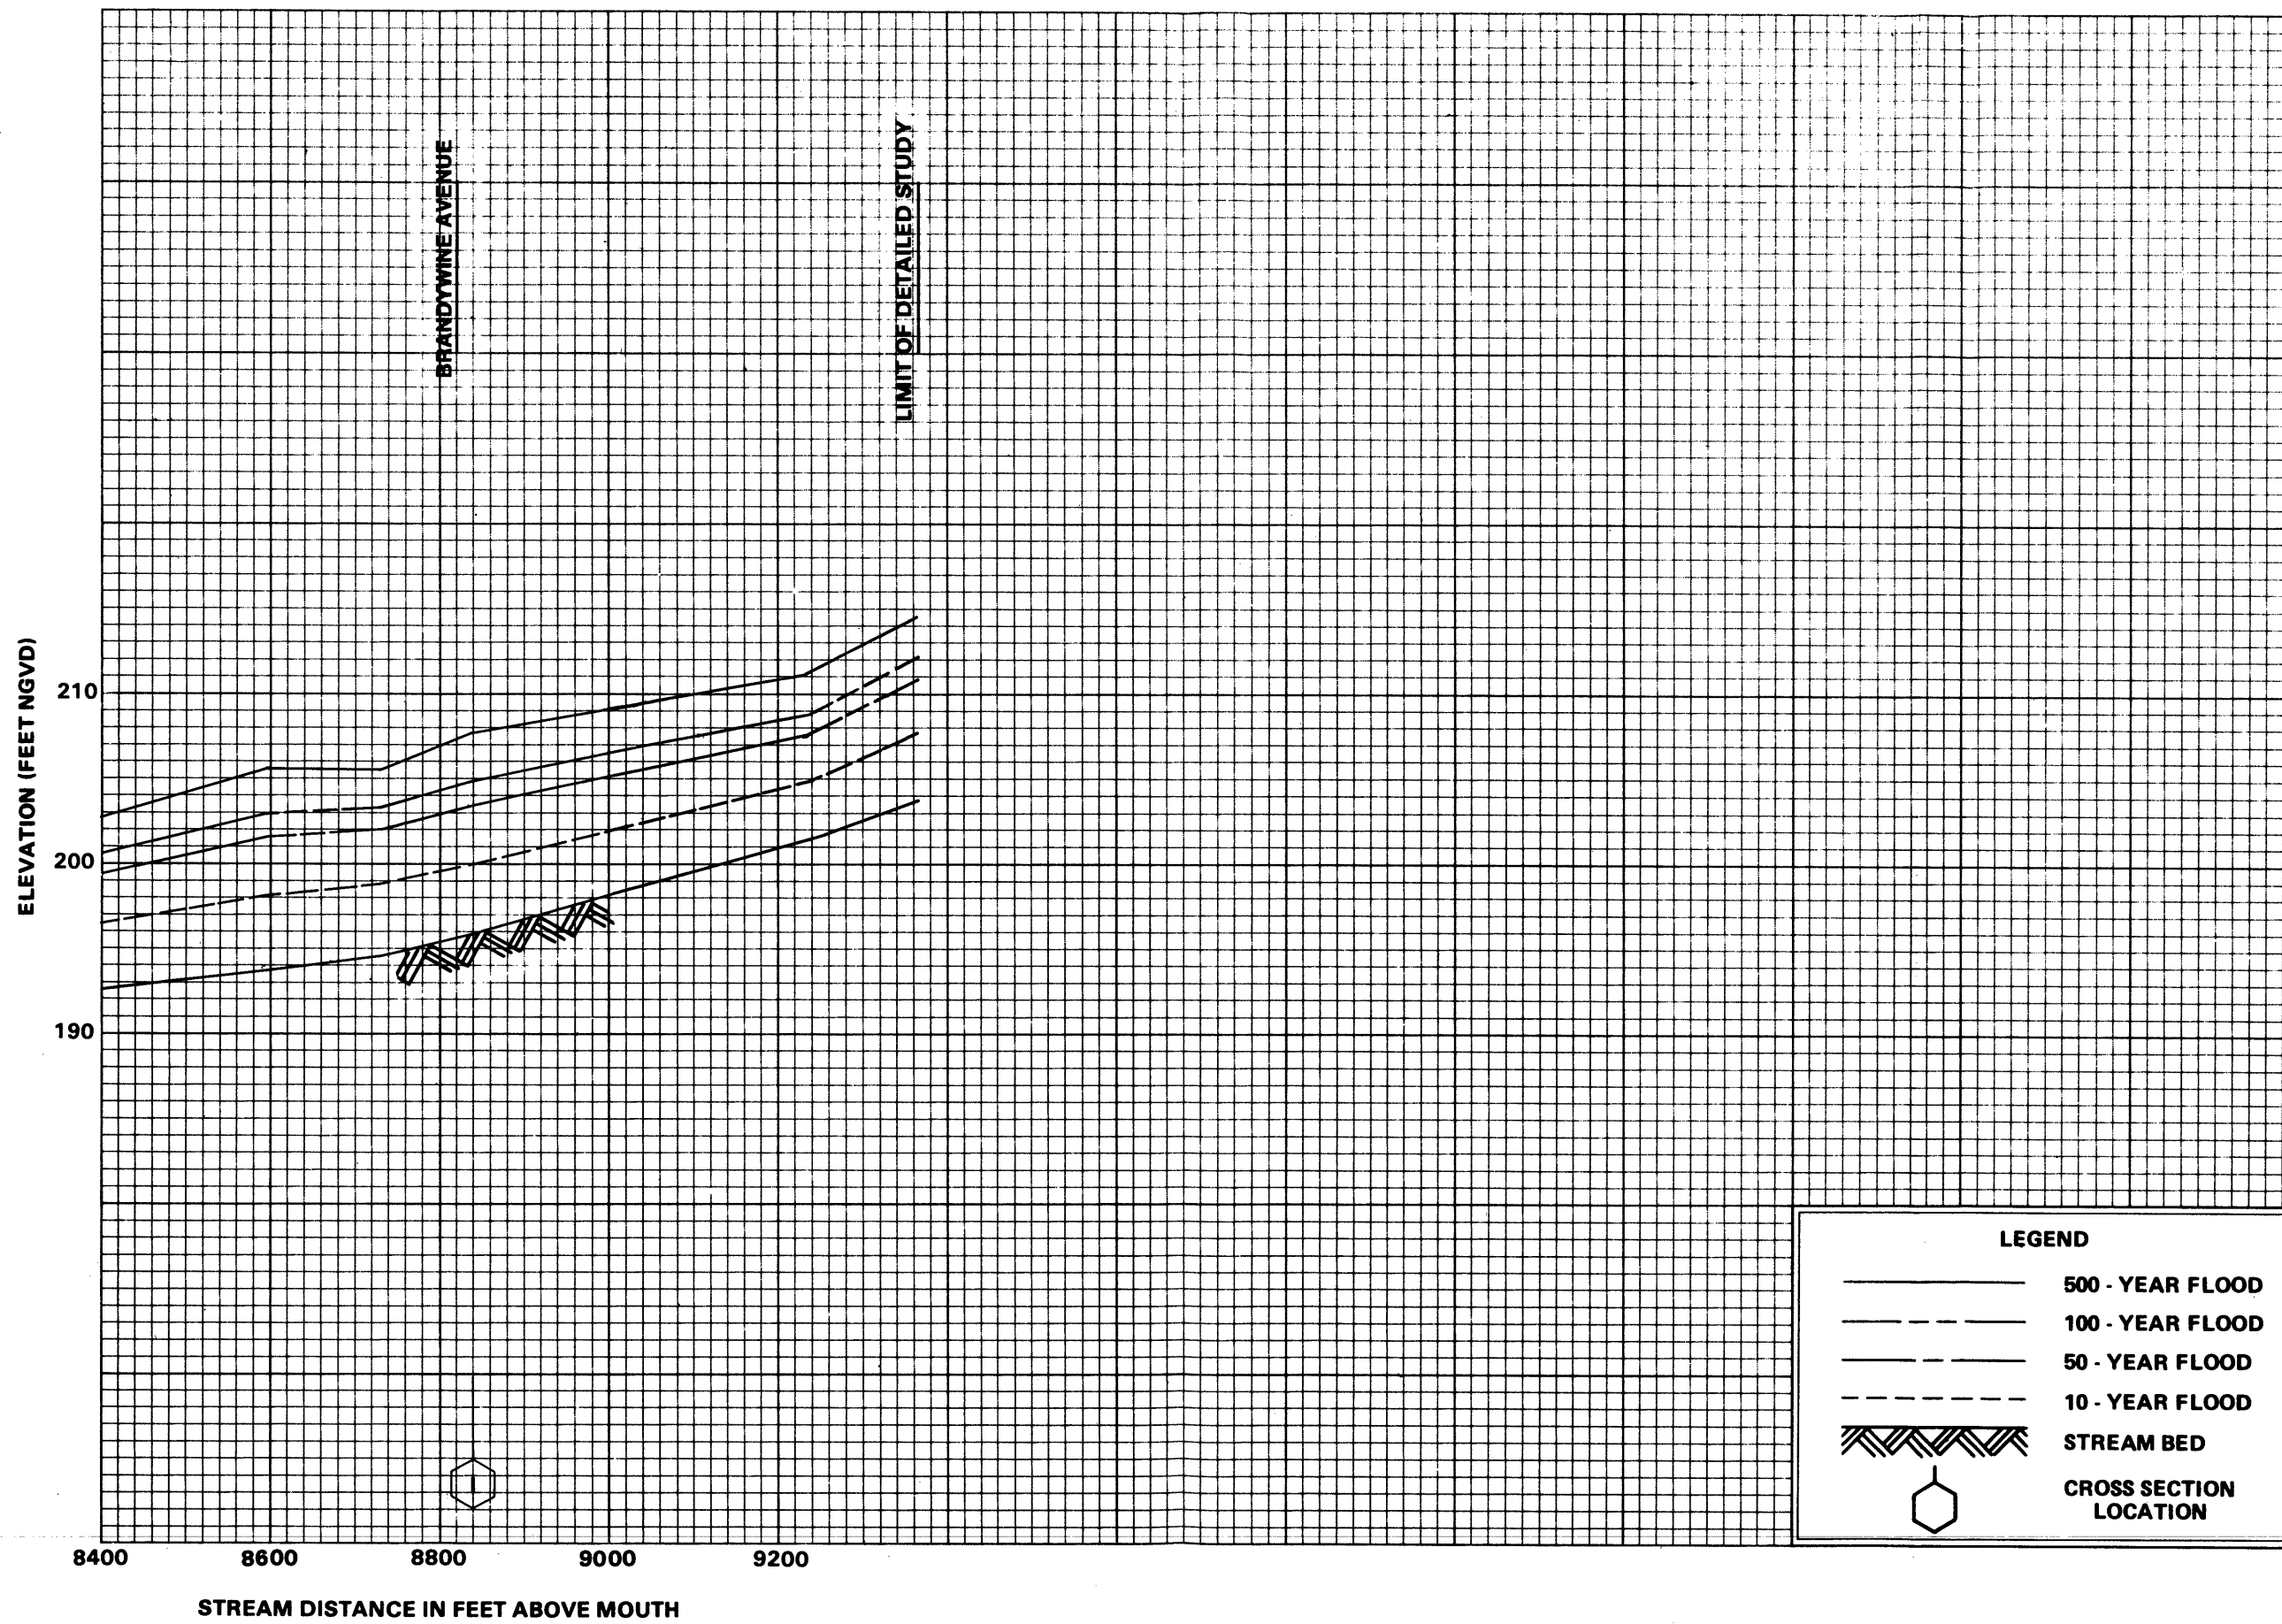 BRANDYWINE AVENUE
LIMIT OF DETAILED STUDY
ELEVATION (FEET NGVD)
210
200
190
8400 8600 8800 9000 9200
STREAM DISTANCE IN FEET ABOVE MOUTH
I
LEGEND
500 - YEAR FLOOD
100 - YEAR FLOOD
50 - YEAR FLOOD
10 - YEAR FLOOD
STREAM BED
CROSS SECTION
LOCATION